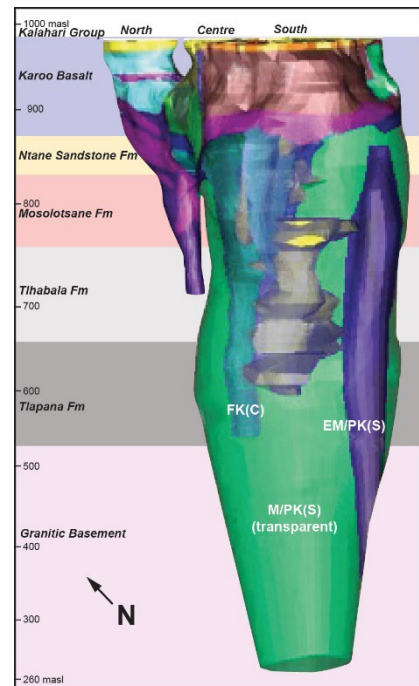 1000 masl
North Centre South
Kalahari Group
Karoo Basalt
900
Ntane Sandstone Fm
800
Mosolotsane Fm
700
Tlhabala Fm
600
FK(C)
EM/PK(S)
Tlapana Fm
500
M/PK(S)
(transparent)
Granitic Basement
400
N
300
260 masl